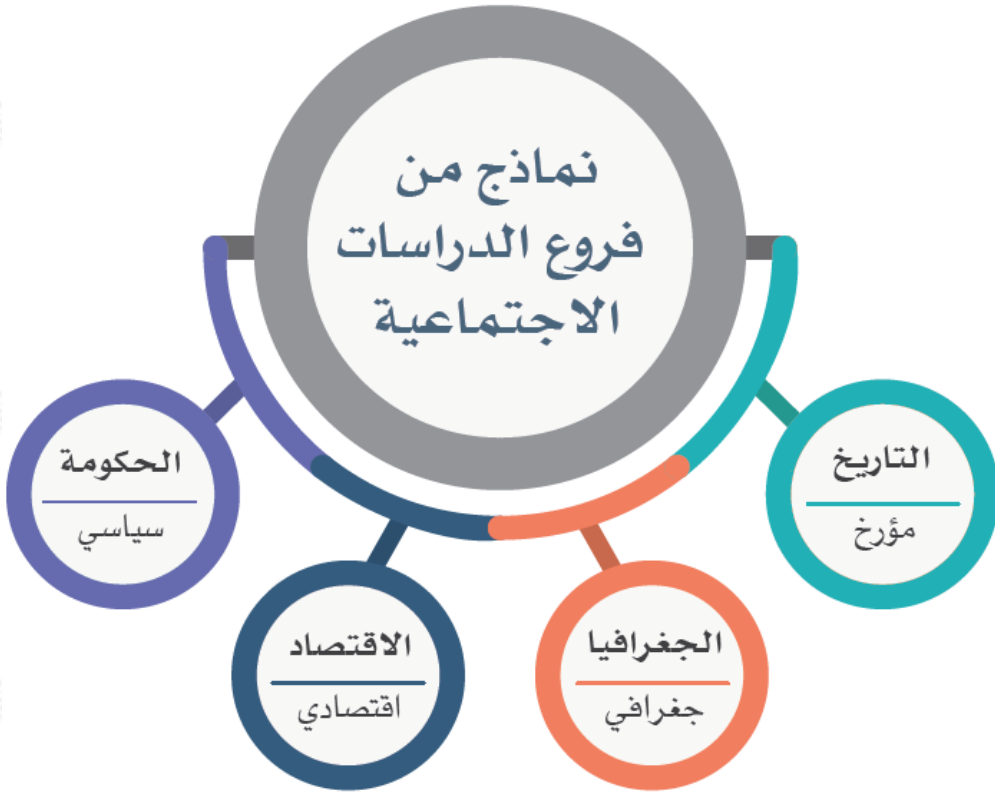 نماذج من
فروع الدراسات
الاجتماعية
التاريخ
مؤرخ
الجغرافيا
جغرافي
الاقتصاد
اقتصادي
الحكومة
سياسي